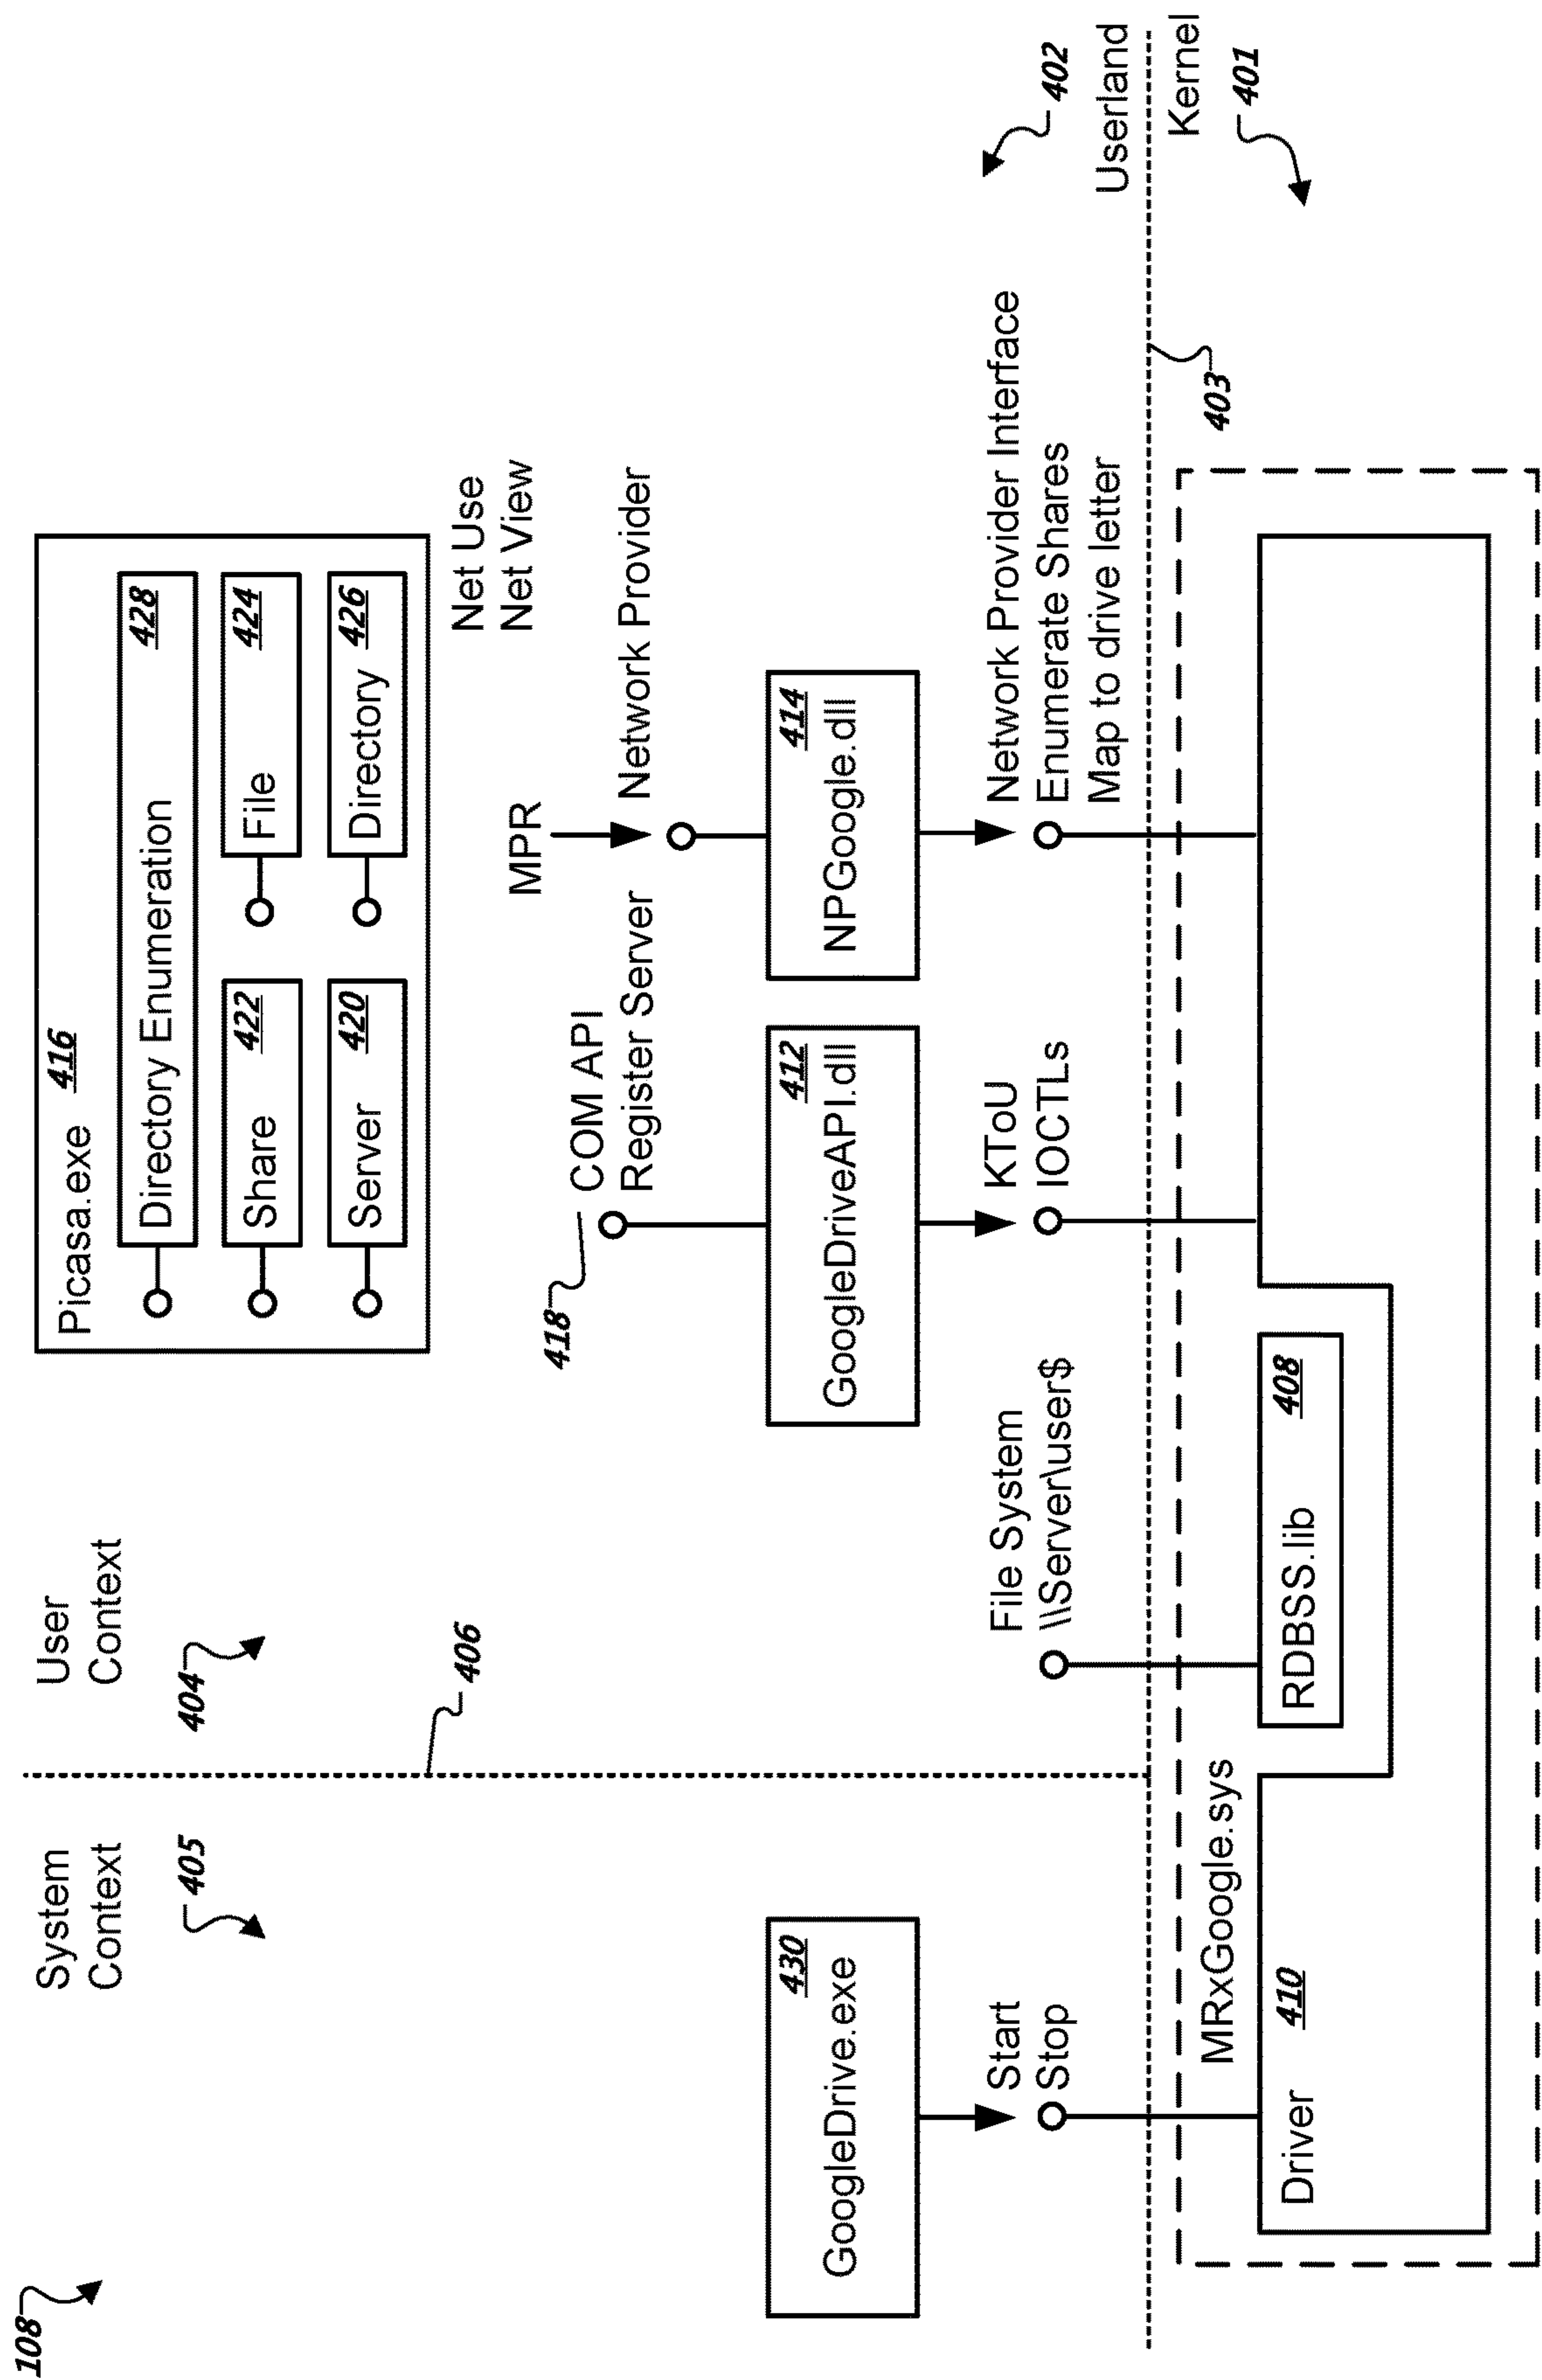 108
System
Context
405
User
Context
404
406
Picasa.exe
416
Directory Enumeration
428
Share
422
File
424
Server
420
Directory
426
Net Use
Net View
418
COM API
Register Server
MPR
Network Provider
GoogleDrive.exe
430
GoogleDriveAPI.dll
412
NPGoogle.dll
414
Start
Stop
File System
\\Server\user$
KToU
IOCTLs
Network Provider Interface
Enumerate Shares
Map to drive letter
402
Userland
Kernel
401
403
MRxGoogle.sys
Driver
410
RDBSS.lib
408